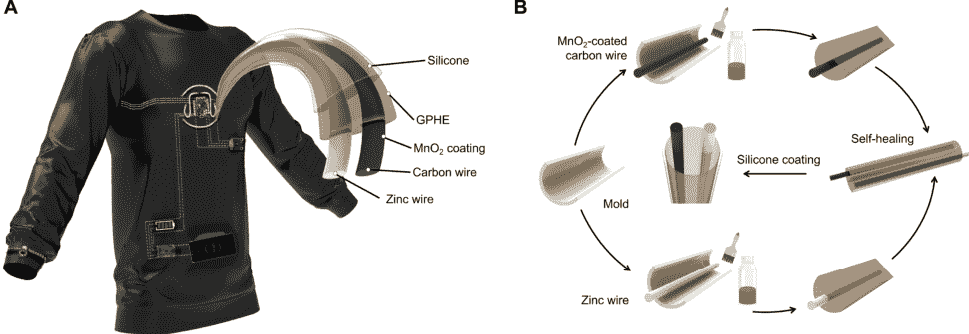 A
Silicone
GPHE
MnO₂ coating
Carbon wire
Zinc wire
B
MnO₂-coated
carbon wire
Self-healing
Silicone coating
Mold
Zinc wire